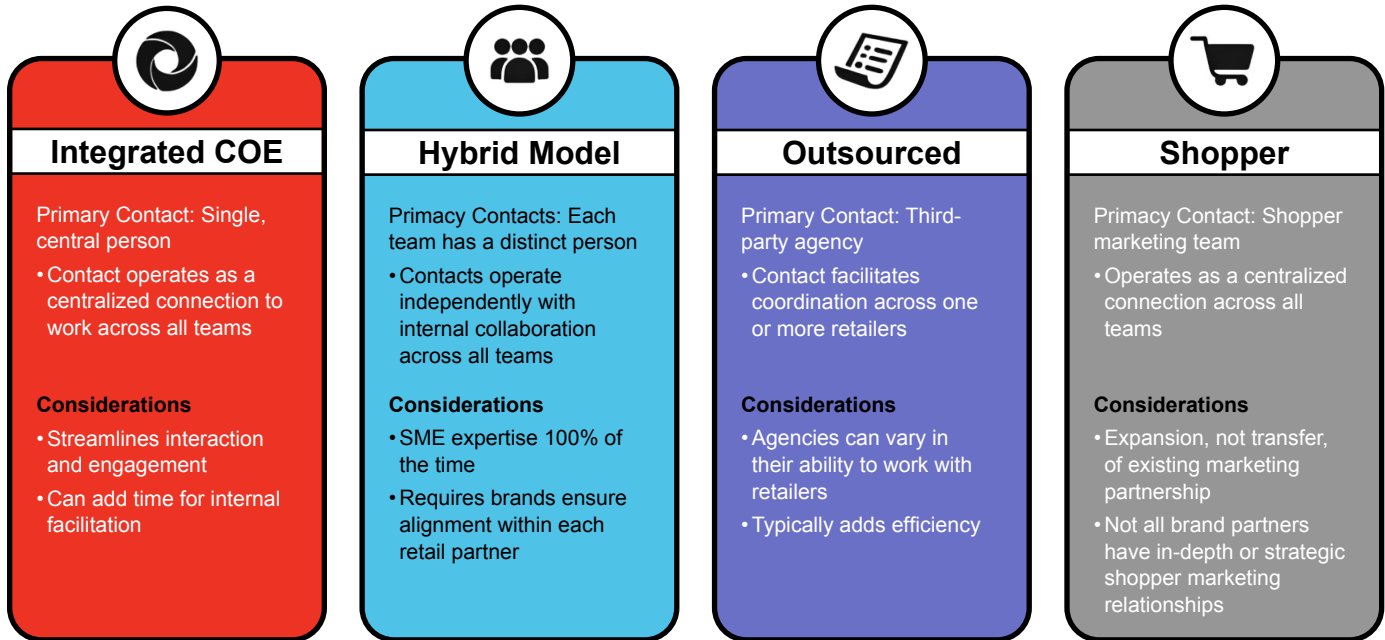 Integrated COE
Primary Contact: Single,
central person
• Contact operates as a
centralized connection to
work across all teams
Considerations
• Streamlines interaction
and engagement
• Can add time for internal
facilitation
Hybrid Model
Primacy Contacts: Each
team has a distinct person
• Contacts operate
independently with
internal collaboration
across all teams
Considerations
• SME expertise 100% of
the time
• Requires brands ensure
alignment within each
retail partner
Outsourced
Primary Contact: Third-
party agency
• Contact facilitates
coordination across one
or more retailers
Considerations
• Agencies can vary in
their ability to work with
retailers
• Typically adds efficiency
Shopper
Primacy Contact: Shopper
marketing team
• Operates as a centralized
connection across all
teams
Considerations
• Expansion, not transfer,
of existing marketing
partnership
• Not all brand partners
have in-depth or strategic
shopper marketing
relationships